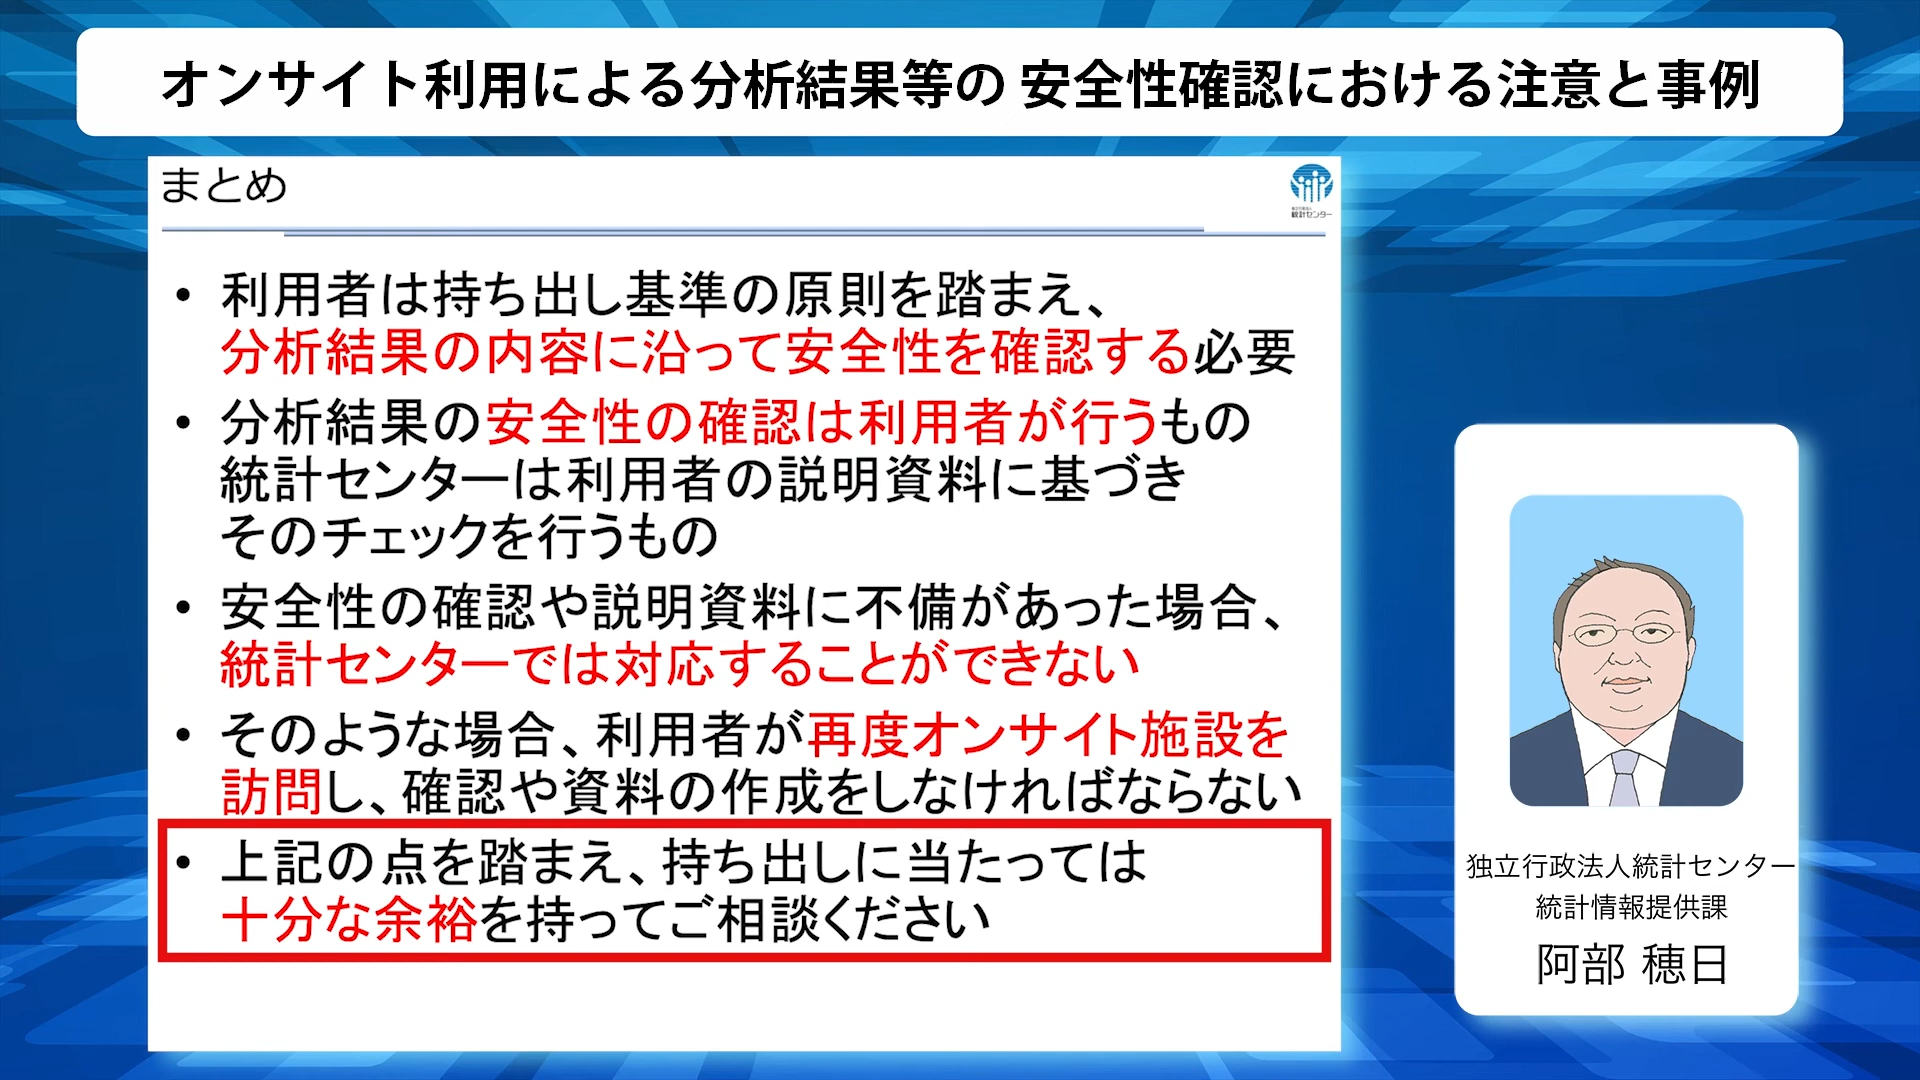 オンサイト利用による分析結果等の 安全性確認における注意と事例
まとめ
独立行政法人
統計センター
• 利用者は持ち出し基準の原則を踏まえ、
分析結果の内容に沿って安全性を確認する必要
• 分析結果の安全性の確認は利用者が行うもの
統計センターは利用者の説明資料に基づき
そのチェックを行うもの
• 安全性の確認や説明資料に不備があった場合、
統計センターでは対応することができない
• そのような場合、利用者が再度オンサイト施設を
訪問し、確認や資料の作成をしなければならない
• 上記の点を踏まえ、持ち出しに当たっては
十分な余裕を持ってご相談ください
独立行政法人統計センター
統計情報提供課
阿部 穂日